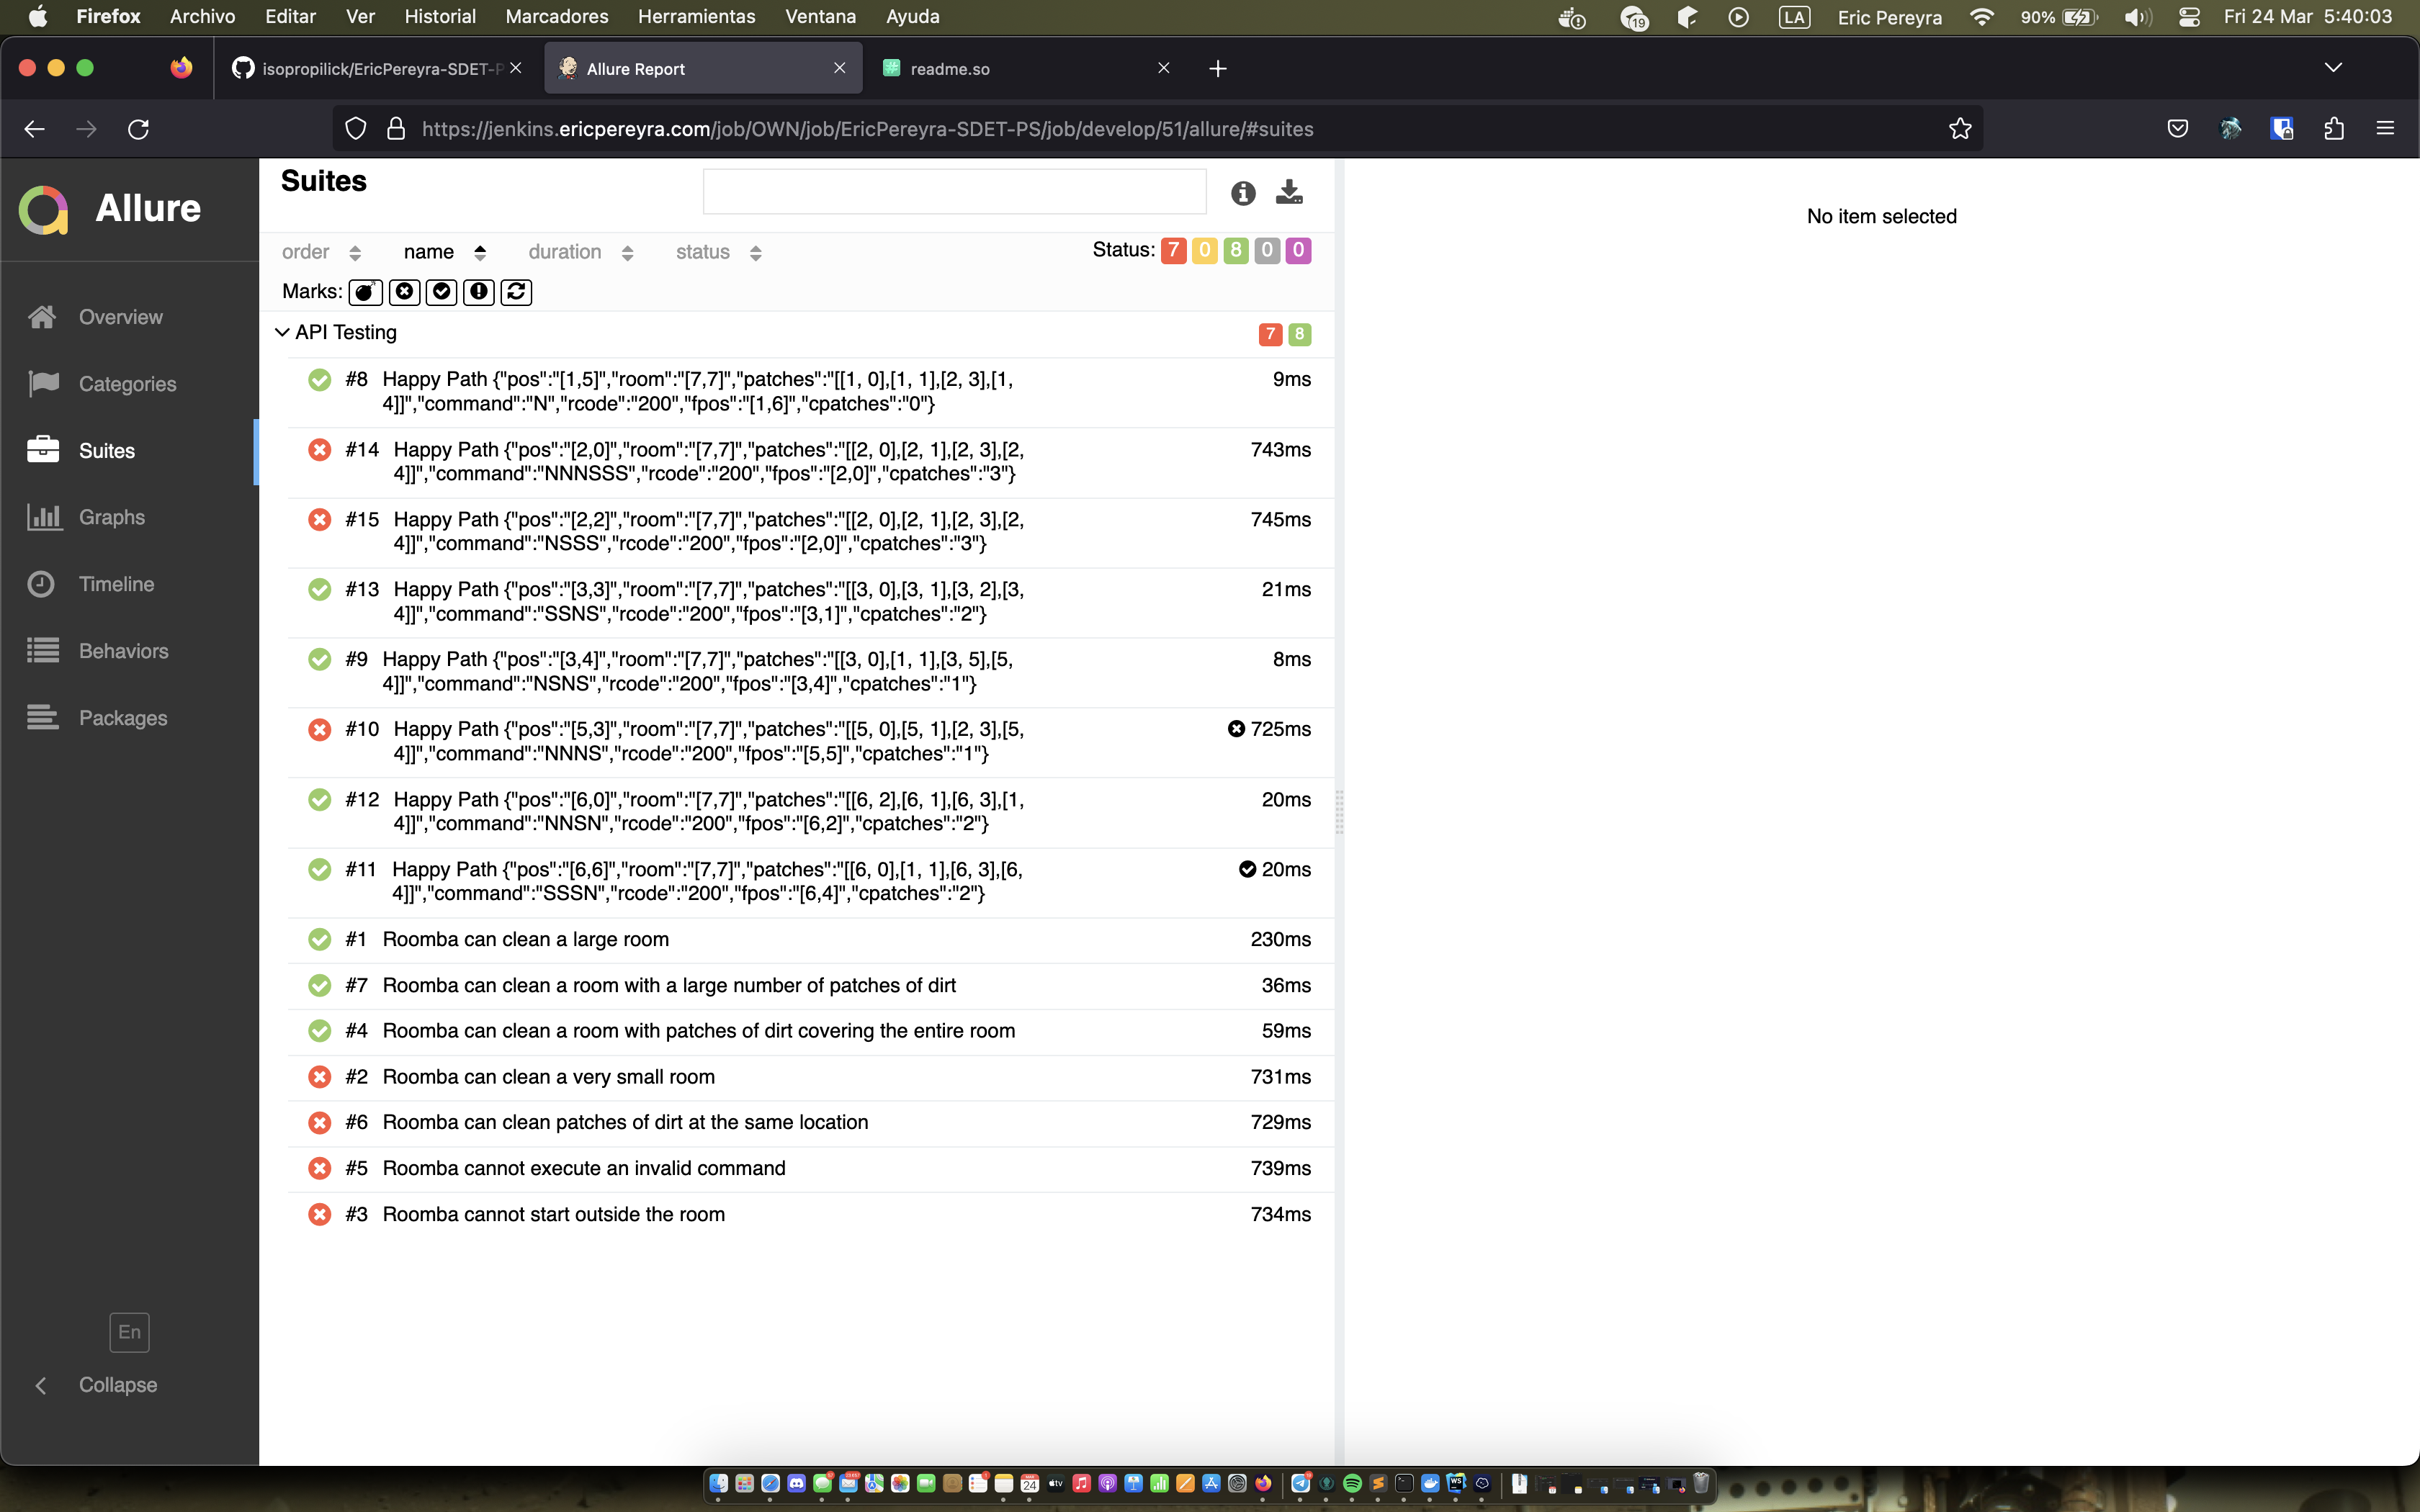 Firefox Archivo Editar Ver Historial Marcadores Herramientas Ventana Ayuda
19 LA Eric Pereyra 90% Fri 24 Mar 5:40:03
isopropilick/EricPereyra-SDET-P
Allure Report
readme.so
https://jenkins.ericpereyra.com/job/OWN/job/EricPereyra-SDET-PS/job/develop/51/allure/#suites
Allure
Overview
Categories
Suites
Graphs
Timeline
Behaviors
Packages
En
Collapse
Suites
order name duration status
Status: 7 0 8 0 0
Marks:
API Testing 7 8
#8 Happy Path {"pos":"[1,5]","room":"[7,7]","patches":"[[1, 0],[1, 1],[2, 3],[1, 9ms
4]]","command":"N","rcode":"200","fpos":"[1,6]","cpatches":"0"}
#14 Happy Path {"pos":"[2,0]","room":"[7,7]","patches":"[[2, 0],[2, 1],[2, 3],[2, 743ms
4]]","command":"NNNSSS","rcode":"200","fpos":"[2,0]","cpatches":"3"}
#15 Happy Path {"pos":"[2,2]","room":"[7,7]","patches":"[[2, 0],[2, 1],[2, 3],[2, 745ms
4]]","command":"NSSS","rcode":"200","fpos":"[2,0]","cpatches":"3"}
#13 Happy Path {"pos":"[3,3]","room":"[7,7]","patches":"[[3, 0],[3, 1],[3, 2],[3, 21ms
4]]","command":"SSNS","rcode":"200","fpos":"[3,1]","cpatches":"2"}
#9 Happy Path {"pos":"[3,4]","room":"[7,7]","patches":"[[3, 0],[1, 1],[3, 5],[5, 8ms
4]]","command":"NSNS","rcode":"200","fpos":"[3,4]","cpatches":"1"}
#10 Happy Path {"pos":"[5,3]","room":"[7,7]","patches":"[[5, 0],[5, 1],[2, 3],[5, 725ms
4]]","command":"NNNS","rcode":"200","fpos":"[5,5]","cpatches":"1"}
#12 Happy Path {"pos":"[6,0]","room":"[7,7]","patches":"[[6, 2],[6, 1],[6, 3],[1, 20ms
4]]","command":"NNSN","rcode":"200","fpos":"[6,2]","cpatches":"2"}
#11 Happy Path {"pos":"[6,6]","room":"[7,7]","patches":"[[6, 0],[1, 1],[6, 3],[6, 20ms
4]]","command":"SSSN","rcode":"200","fpos":"[6,4]","cpatches":"2"}
#1 Roomba can clean a large room 230ms
#7 Roomba can clean a room with a large number of patches of dirt 36ms
#4 Roomba can clean a room with patches of dirt covering the entire room 59ms
#2 Roomba can clean a very small room 731ms
#6 Roomba can clean patches of dirt at the same location 729ms
#5 Roomba cannot execute an invalid command 739ms
#3 Roomba cannot start outside the room 734ms
No item selected
24 tv WS